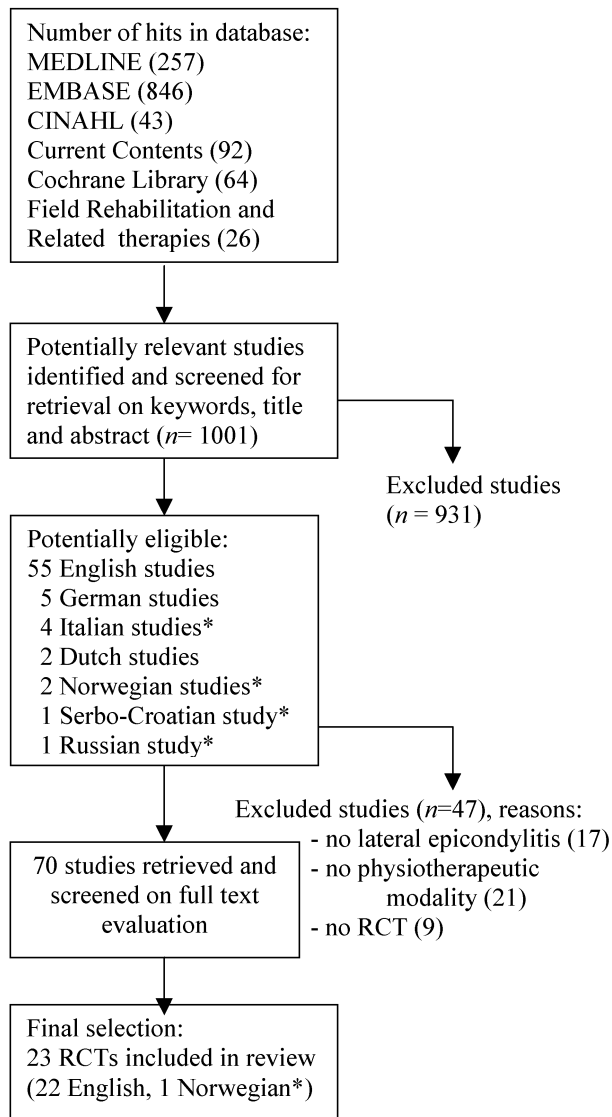 Number of hits in database:
MEDLINE (257)
EMBASE (846)
CINAHL (43)
Current Contents (92)
Cochrane Library (64)
Field Rehabilitation and
Related therapies (26)
Potentially relevant studies
identified and screened for
retrieval on keywords, title
and abstract (n= 1001)
Excluded studies
(n = 931)
Potentially eligible:
55 English studies
5 German studies
4 Italian studies*
2 Dutch studies
2 Norwegian studies*
1 Serbo-Croatian study*
1 Russian study*
Excluded studies (n=47), reasons:
- no lateral epicondylitis (17)
- no physiotherapeutic
modality (21)
- no RCT (9)
70 studies retrieved and
screened on full text
evaluation
Final selection:
23 RCTs included in review
(22 English, 1 Norwegian*)